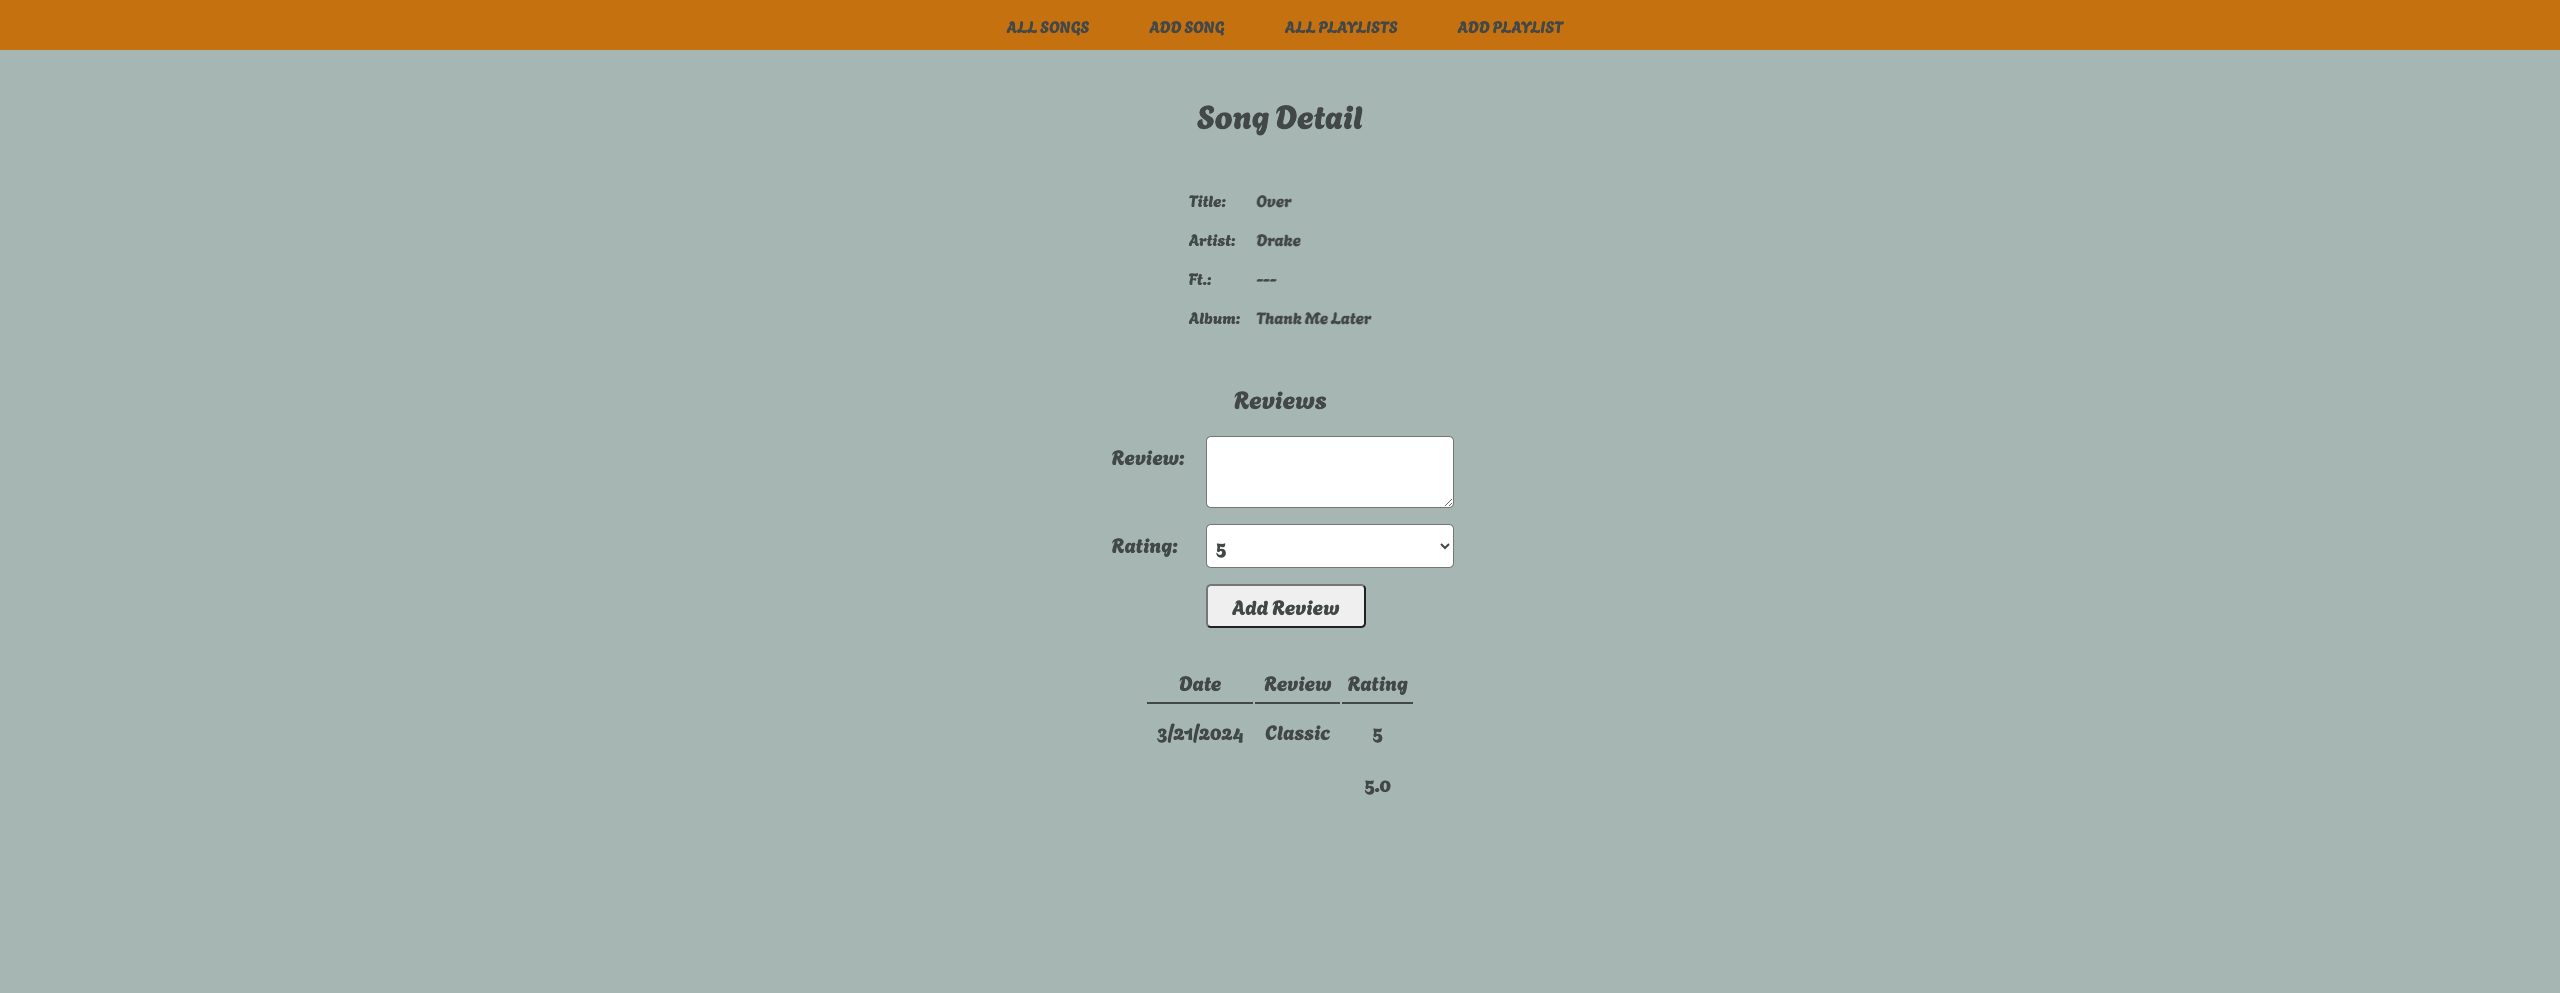 ALL SONGS ADD SONG ALL PLAYLISTS ADD PLAYLIST
Song Detail
Title: Over
Artist: Drake
Ft.: ---
Album: Thank Me Later
Reviews
Review:
Rating: 5
Add Review
Date Review Rating
3/21/2024 Classic 5
5.0